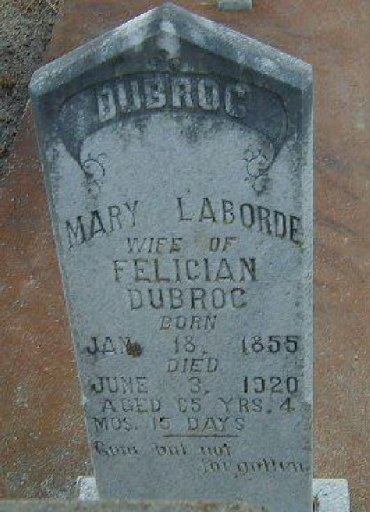 DUBROC
MARY LABORDE
WIFE OF
FELICIAN
DUBROC
BORN
JAN. 18, 1855
DIED
JUNE 3, 1920
AGED 65 YRS, 4
MOS. 15 DAYS
Gone but not
forgotten